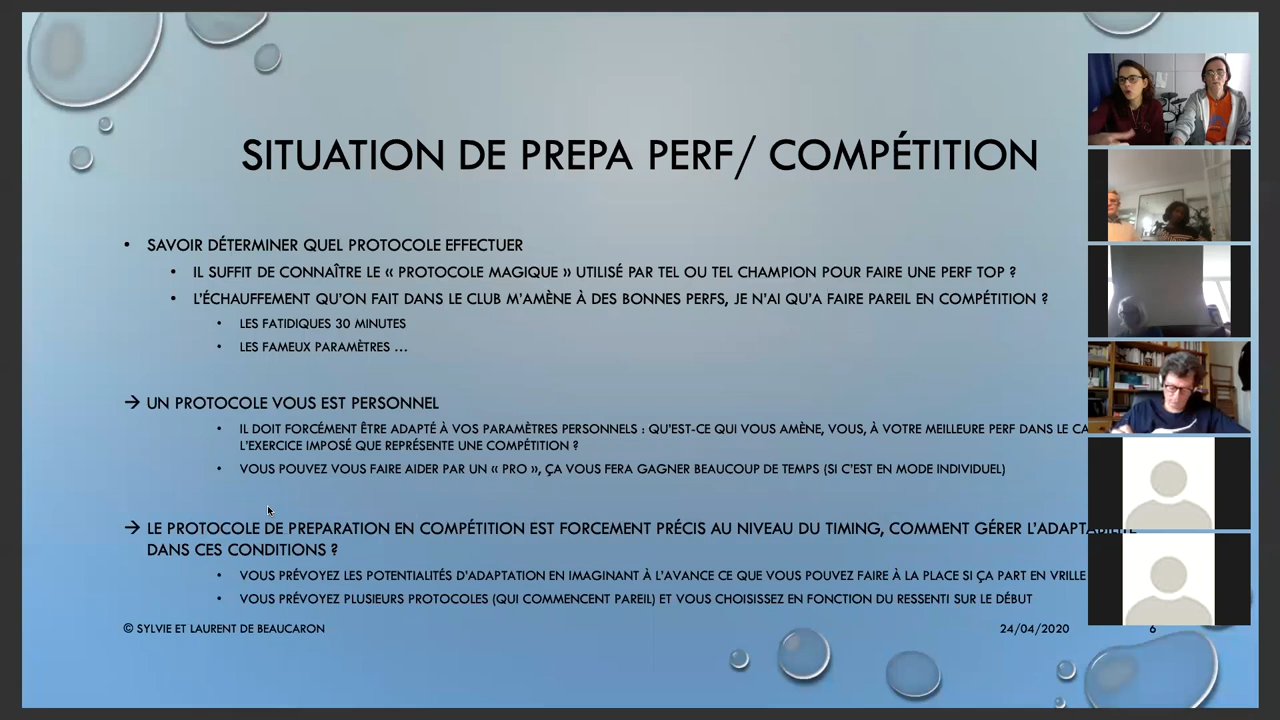 SITUATION DE PREPA PERF/ COMPÉTITION
• SAVOIR DÉTERMINER QUEL PROTOCOLE EFFECTUER
• IL SUFFIT DE CONNAÎTRE LE « PROTOCOLE MAGIQUE » UTILISÉ PAR TEL OU TEL CHAMPION POUR FAIRE UNE PERF TOP ?
• L'ÉCHAUFFEMENT QU'ON FAIT DANS LE CLUB M'AMÈNE À DES BONNES PERFS, JE N'AI QU'A FAIRE PAREIL EN COMPÉTITION ?
• LES FATIDIQUES 30 MINUTES
• LES FAMEUX PARAMÈTRES …
→ UN PROTOCOLE VOUS EST PERSONNEL
• IL DOIT FORCÉMENT ÊTRE ADAPTÉ À VOS PARAMÈTRES PERSONNELS : QU'EST-CE QUI VOUS AMÈNE, VOUS, À VOTRE MEILLEURE PERF DANS LE
L'EXERCICE IMPOSÉ QUE REPRÉSENTE UNE COMPÉTITION ?
• VOUS POUVEZ VOUS FAIRE AIDER PAR UN « PRO », ÇA VOUS FERA GAGNER BEAUCOUP DE TEMPS (SI C'EST EN MODE INDIVIDUEL)
→ LE PROTOCOLE DE PREPARATION EN COMPÉTITION EST FORCEMENT PRÉCIS AU NIVEAU DU TIMING, COMMENT GÉRER L'ADAPTABILITÉ
DANS CES CONDITIONS ?
• VOUS PRÉVOYEZ LES POTENTIALITÉS D'ADAPTATION EN IMAGINANT À L'AVANCE CE QUE VOUS POUVEZ FAIRE À LA PLACE SI ÇA PART EN VRILLE
• VOUS PRÉVOYEZ PLUSIEURS PROTOCOLES (QUI COMMENCENT PAREIL) ET VOUS CHOISISSEZ EN FONCTION DU RESSENTI SUR LE DÉBUT
© SYLVIE ET LAURENT DE BEAUCARON
24/04/2020
6